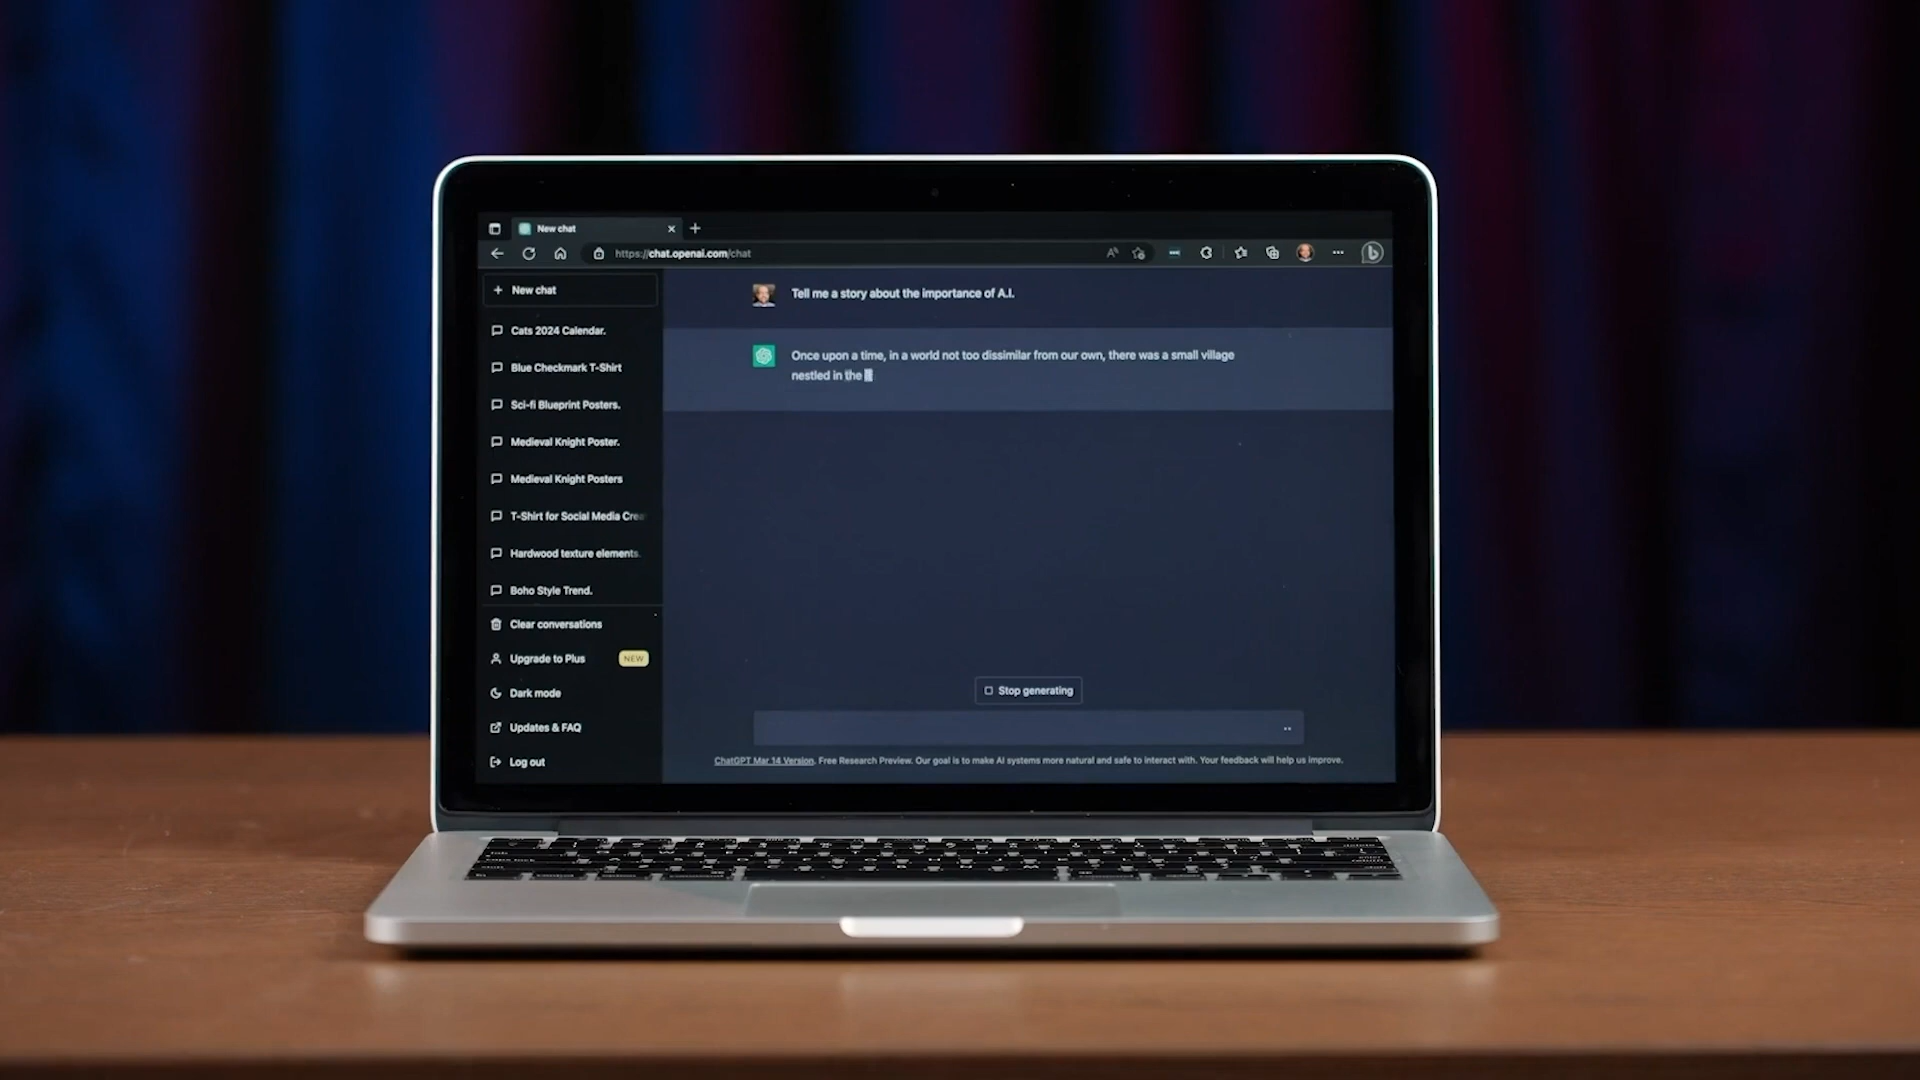 New chat
https://chat.openai.com/chat
New chat
Cats 2024 Calendar.
Blue Checkmark T-Shirt
Sci-fi Blueprint Posters.
Medieval Knight Poster.
Medieval Knight Posters
T-Shirt for Social Media Crea
Hardwood texture elements.
Boho Style Trend.
Clear conversations
Upgrade to Plus NEW
Dark mode
Updates & FAQ
Log out
Tell me a story about the importance of A.I.
Once upon a time, in a world not too dissimilar from our own, there was a small village
nestled in the
Stop generating
ChatGPT Mar 14 Version. Free Research Preview. Our goal is to make AI systems more natural and safe to interact with. Your feedback will help us improve.